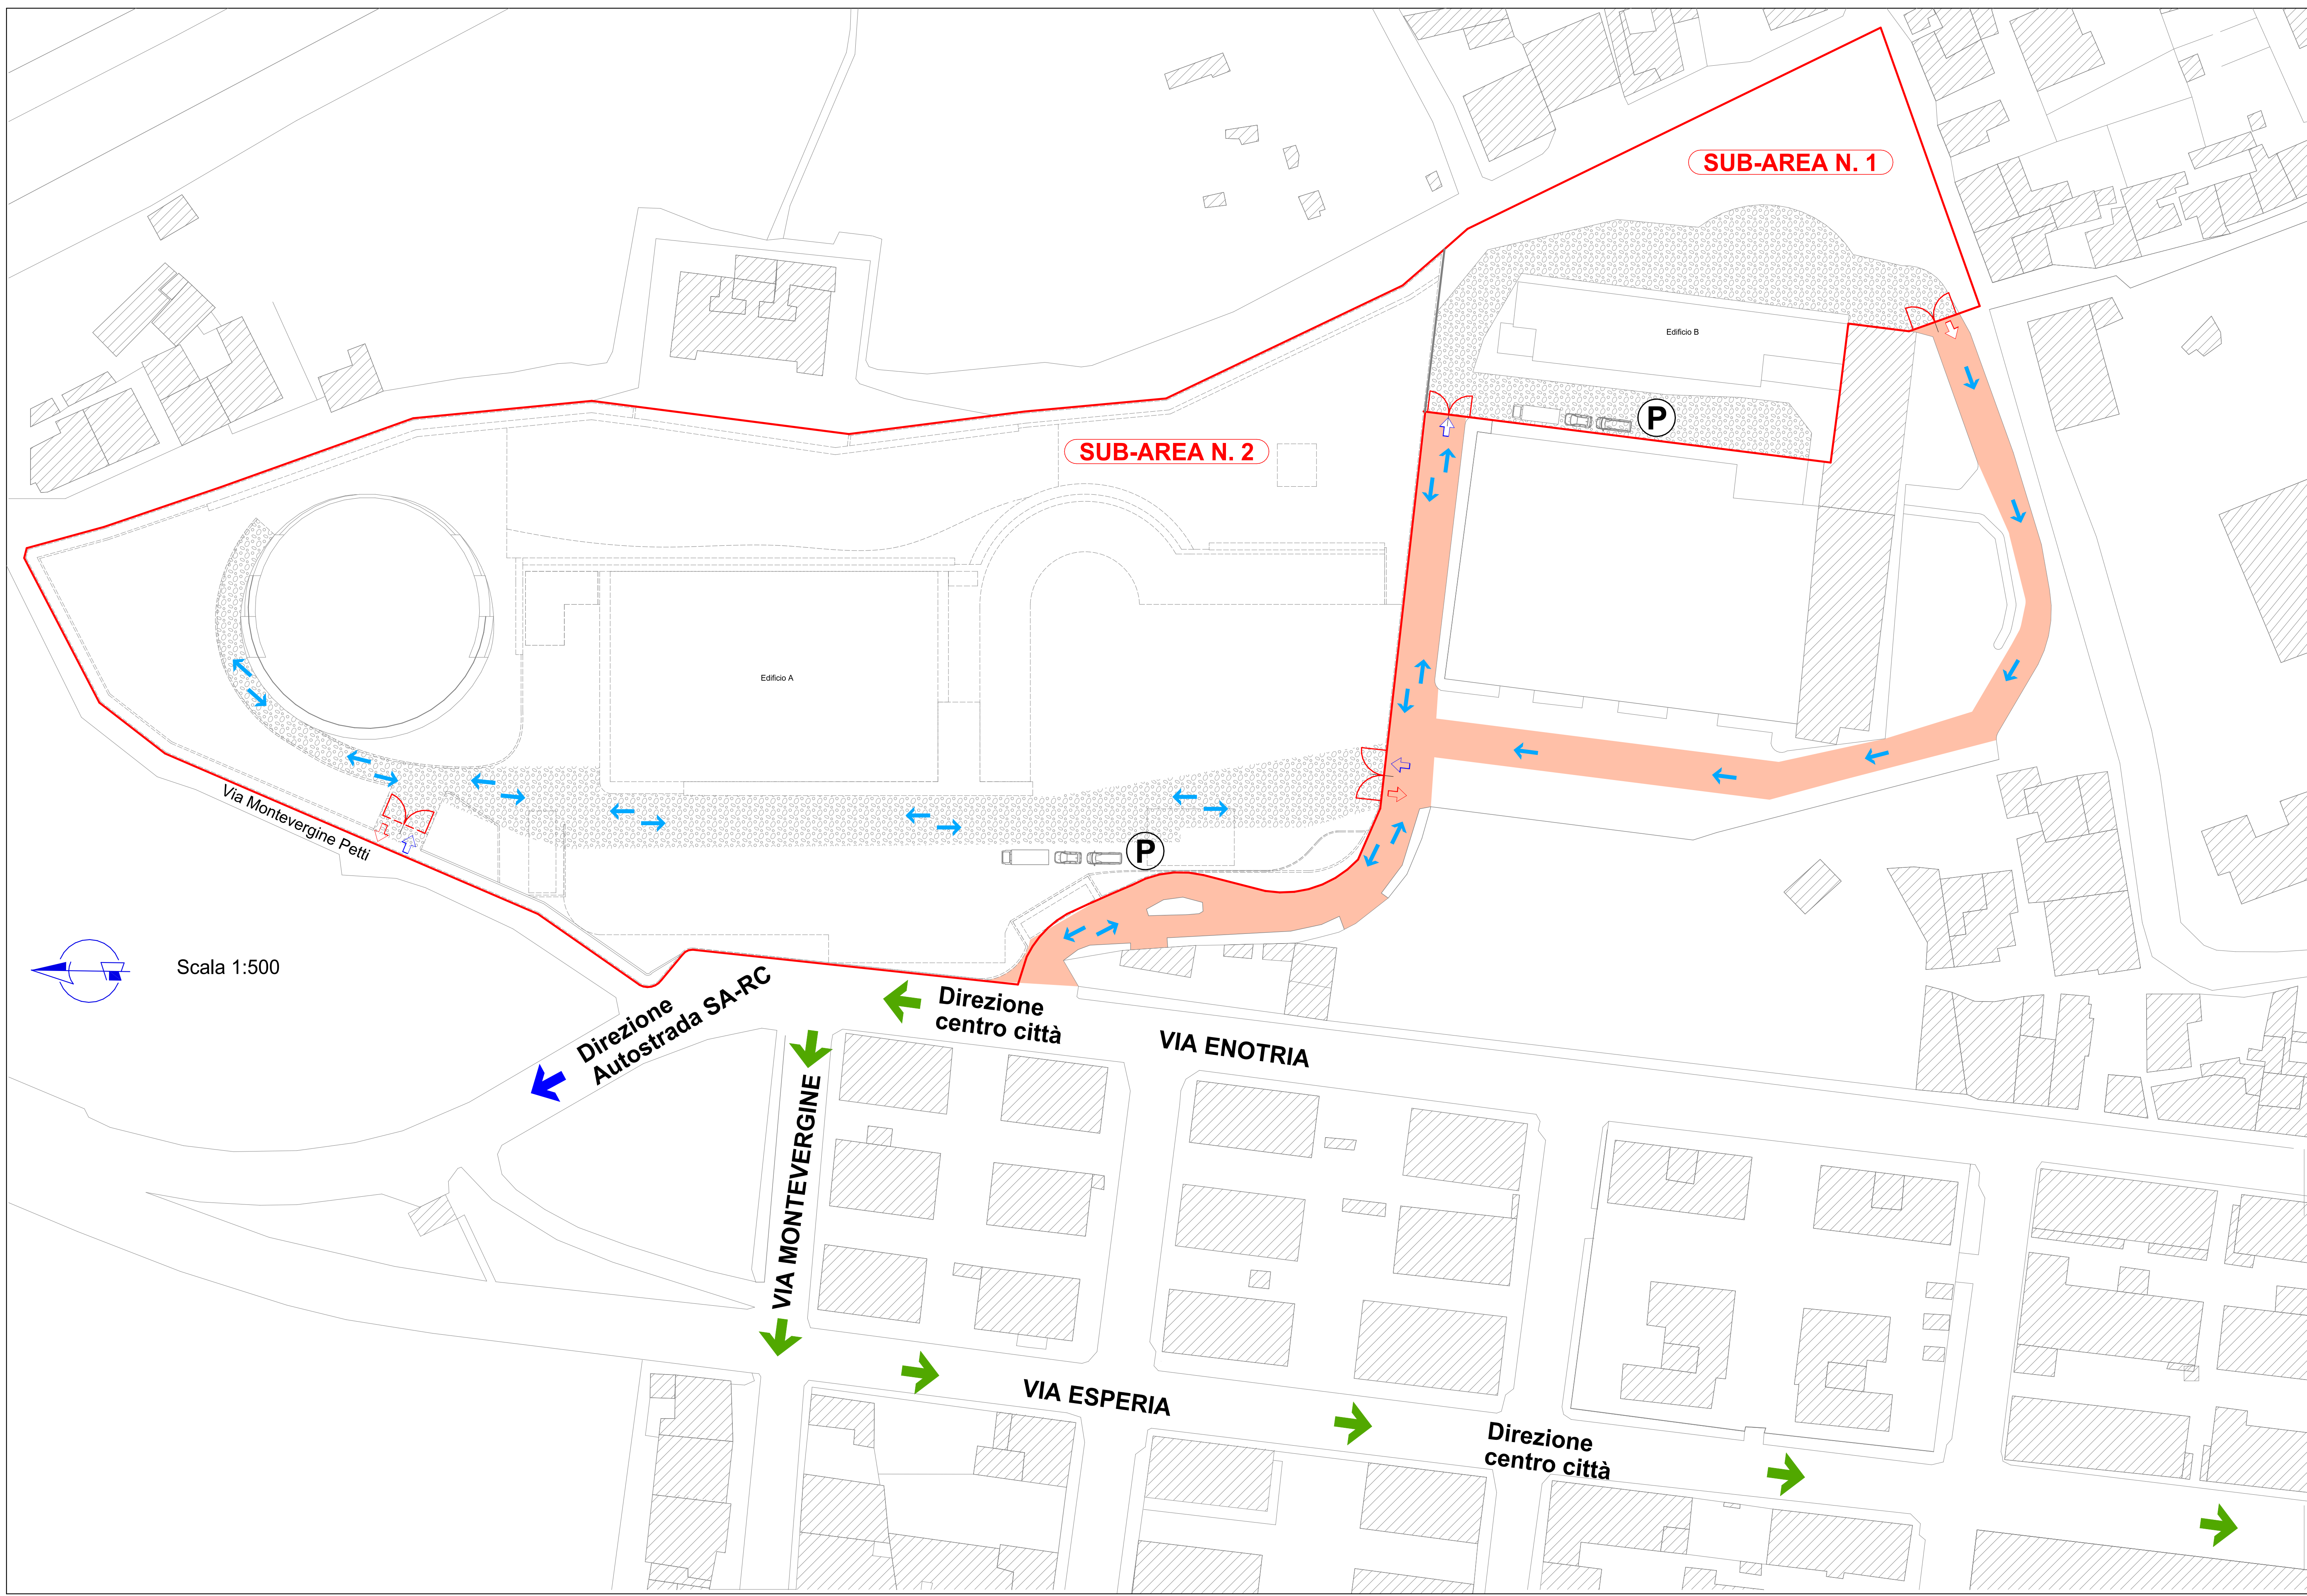 SUB-AREA N. 1
Edificio B
P
SUB-AREA N. 2
Edificio A
Via Montevergine Petti
P
Scala 1:500
Direzione
Autostrada SA-RC
Direzione
centro città
VIA ENOTRIA
VIA MONTEVERGINE
VIA ESPERIA
Direzione
centro città